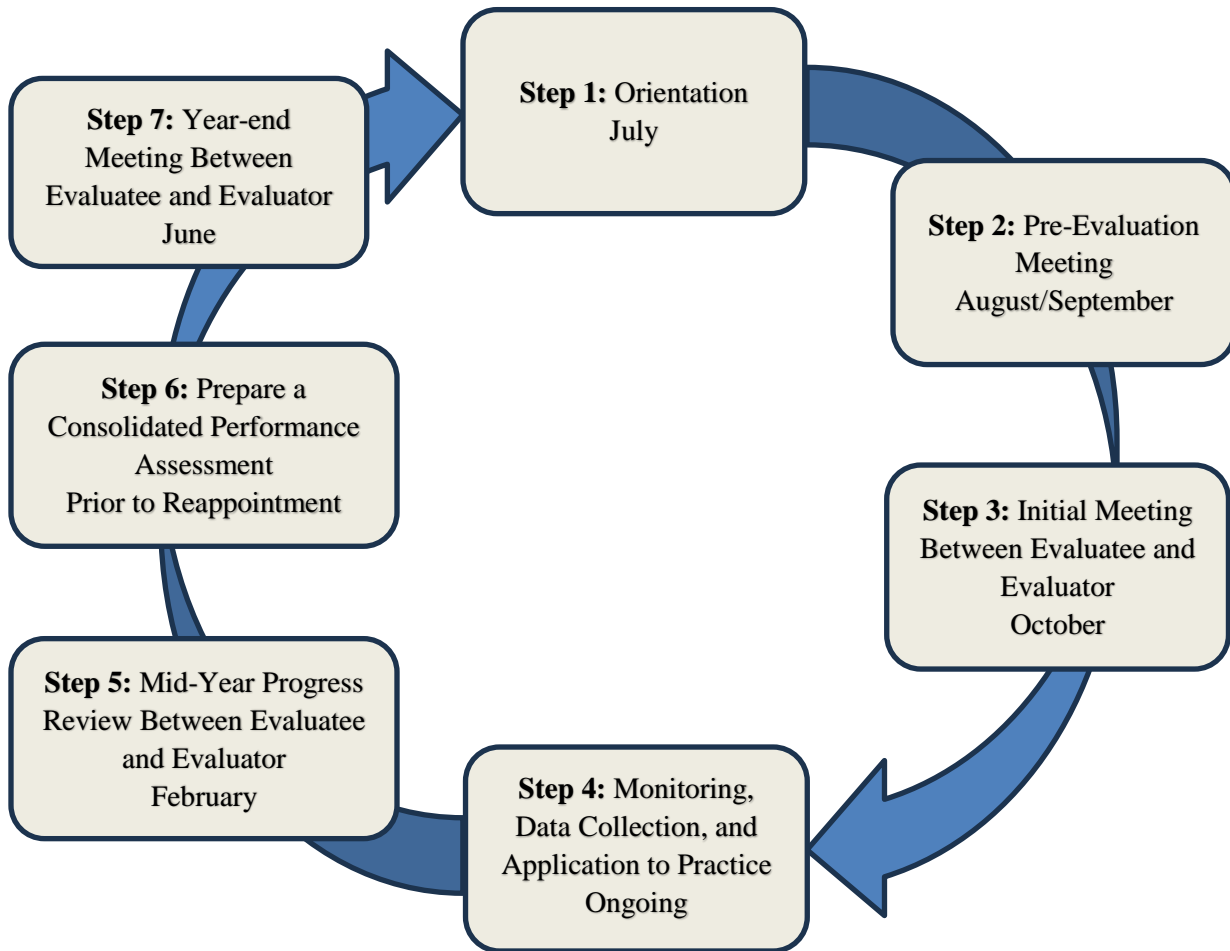 Step 1: Orientation
July
Step 2: Pre-Evaluation
Meeting
August/September
Step 3: Initial Meeting
Between Evaluatee and
Evaluator
October
Step 4: Monitoring,
Data Collection, and
Application to Practice
Ongoing
Step 5: Mid-Year Progress
Review Between Evaluatee
and Evaluator
February
Step 6: Prepare a
Consolidated Performance
Assessment
Prior to Reappointment
Step 7: Year-end
Meeting Between
Evaluatee and Evaluator
June